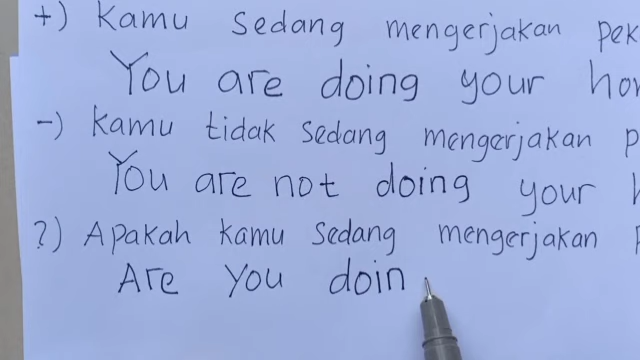 +) Kamu sedang mengerjakan
You are doing your
-) Kamu tidak sedang mengerjakan
You are not doing your
?) Apakah kamu sedang mengerjakan
Are you doin